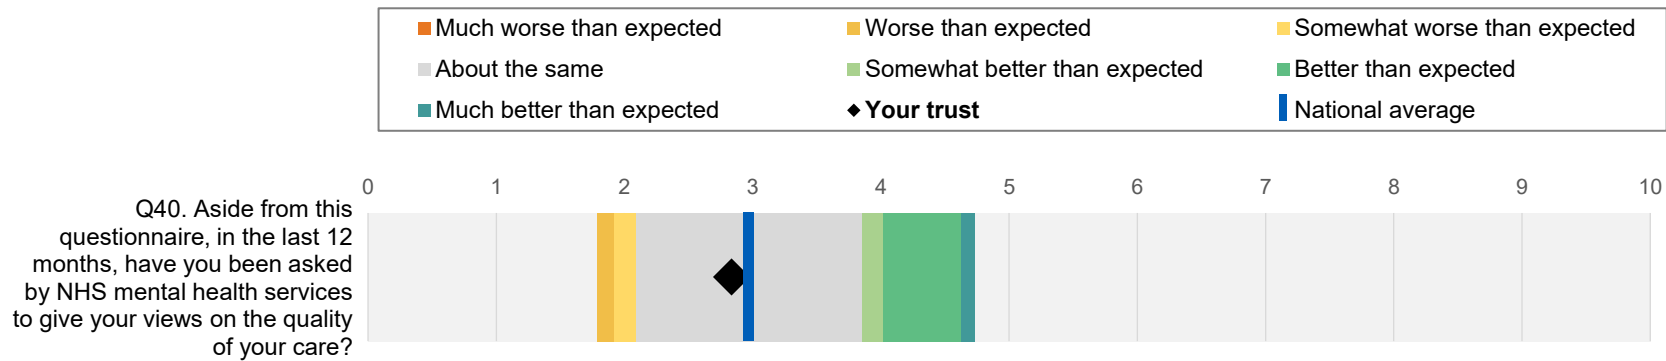 Much worse than expected
Worse than expected
Somewhat worse than expected
About the same
Somewhat better than expected
Better than expected
Much better than expected
Your trust
National average
0 1 2 3 4 5 6 7 8 9 10
Q40. Aside from this
questionnaire, in the last 12
months, have you been asked
by NHS mental health services
to give your views on the quality
of your care?